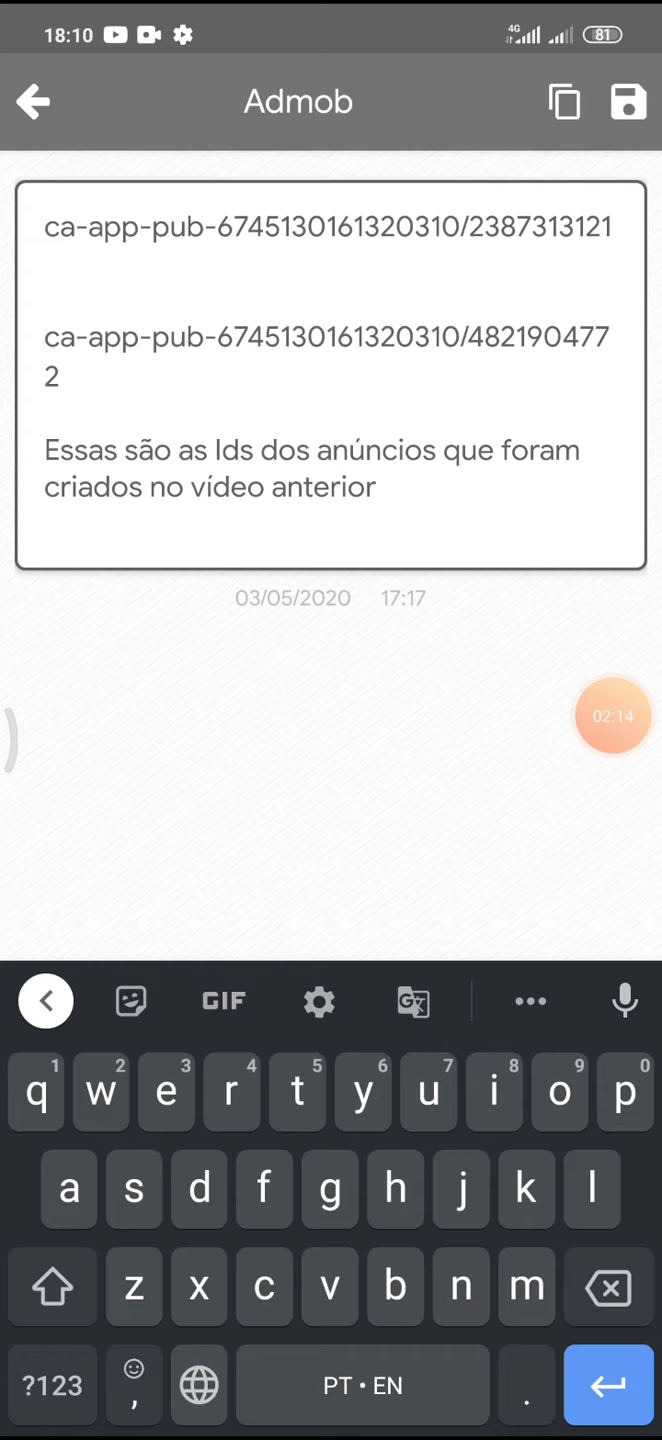 18:10 4G 81
Admob
ca-app-pub-6745130161320310/2387313121
ca-app-pub-6745130161320310/482190477
2
Essas são as Ids dos anúncios que foram
criados no vídeo anterior
03/05/2020 17:17
02:14
GIF G
1 2 3 4 5 6 7 8 9 0
q w e r t y u i o p
a s d f g h j k l
z x c v b n m
?123 , PT • EN .